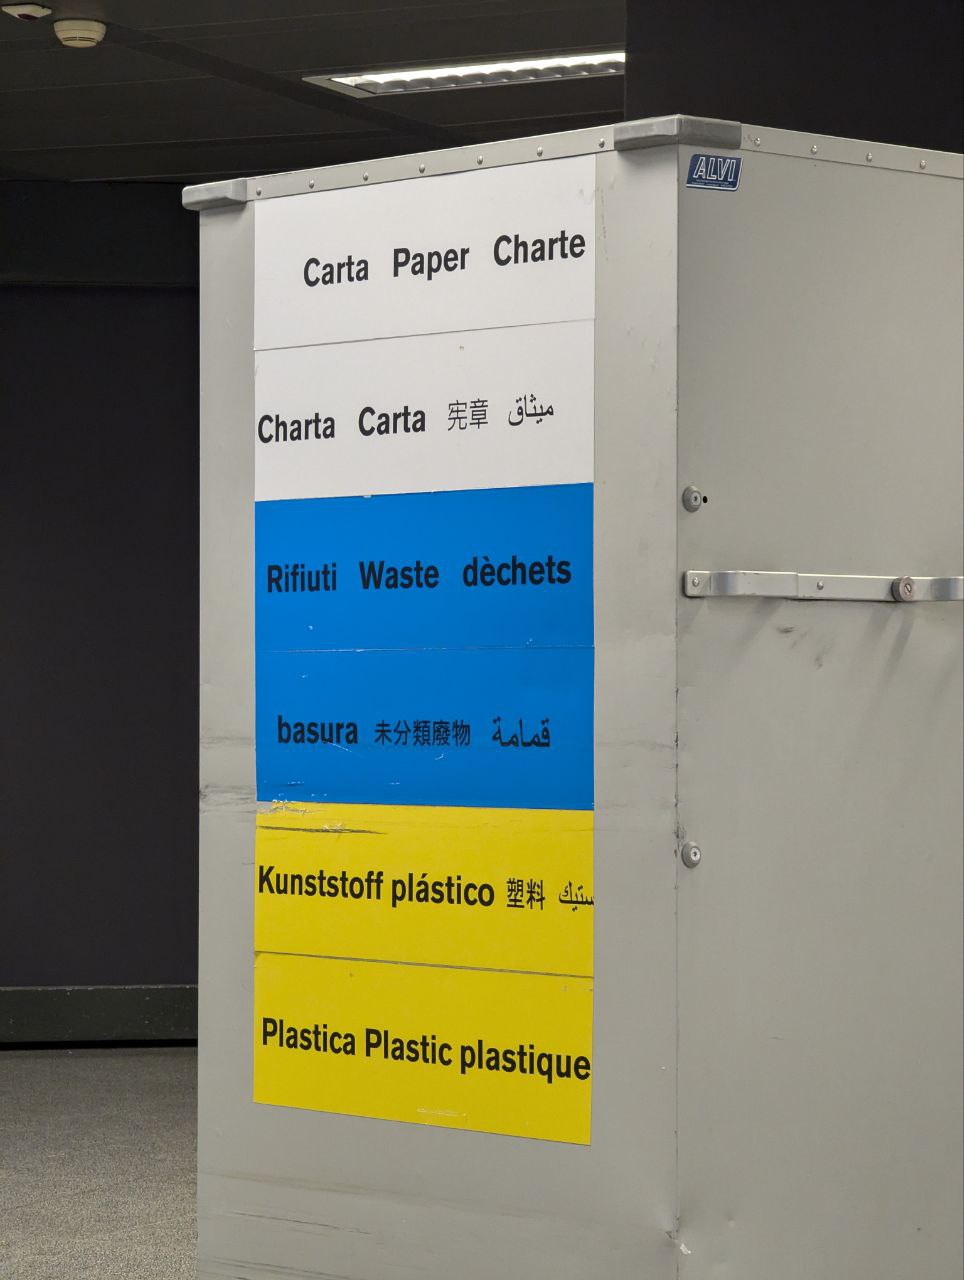 ALVI
Carta Paper Charte
Charta Carta 宪章 ميثاق
Rifiuti Waste dèchets
basura 未分類廢物 قمامة
Kunststoff plástico 塑料 ستيك
Plastica Plastic plastique